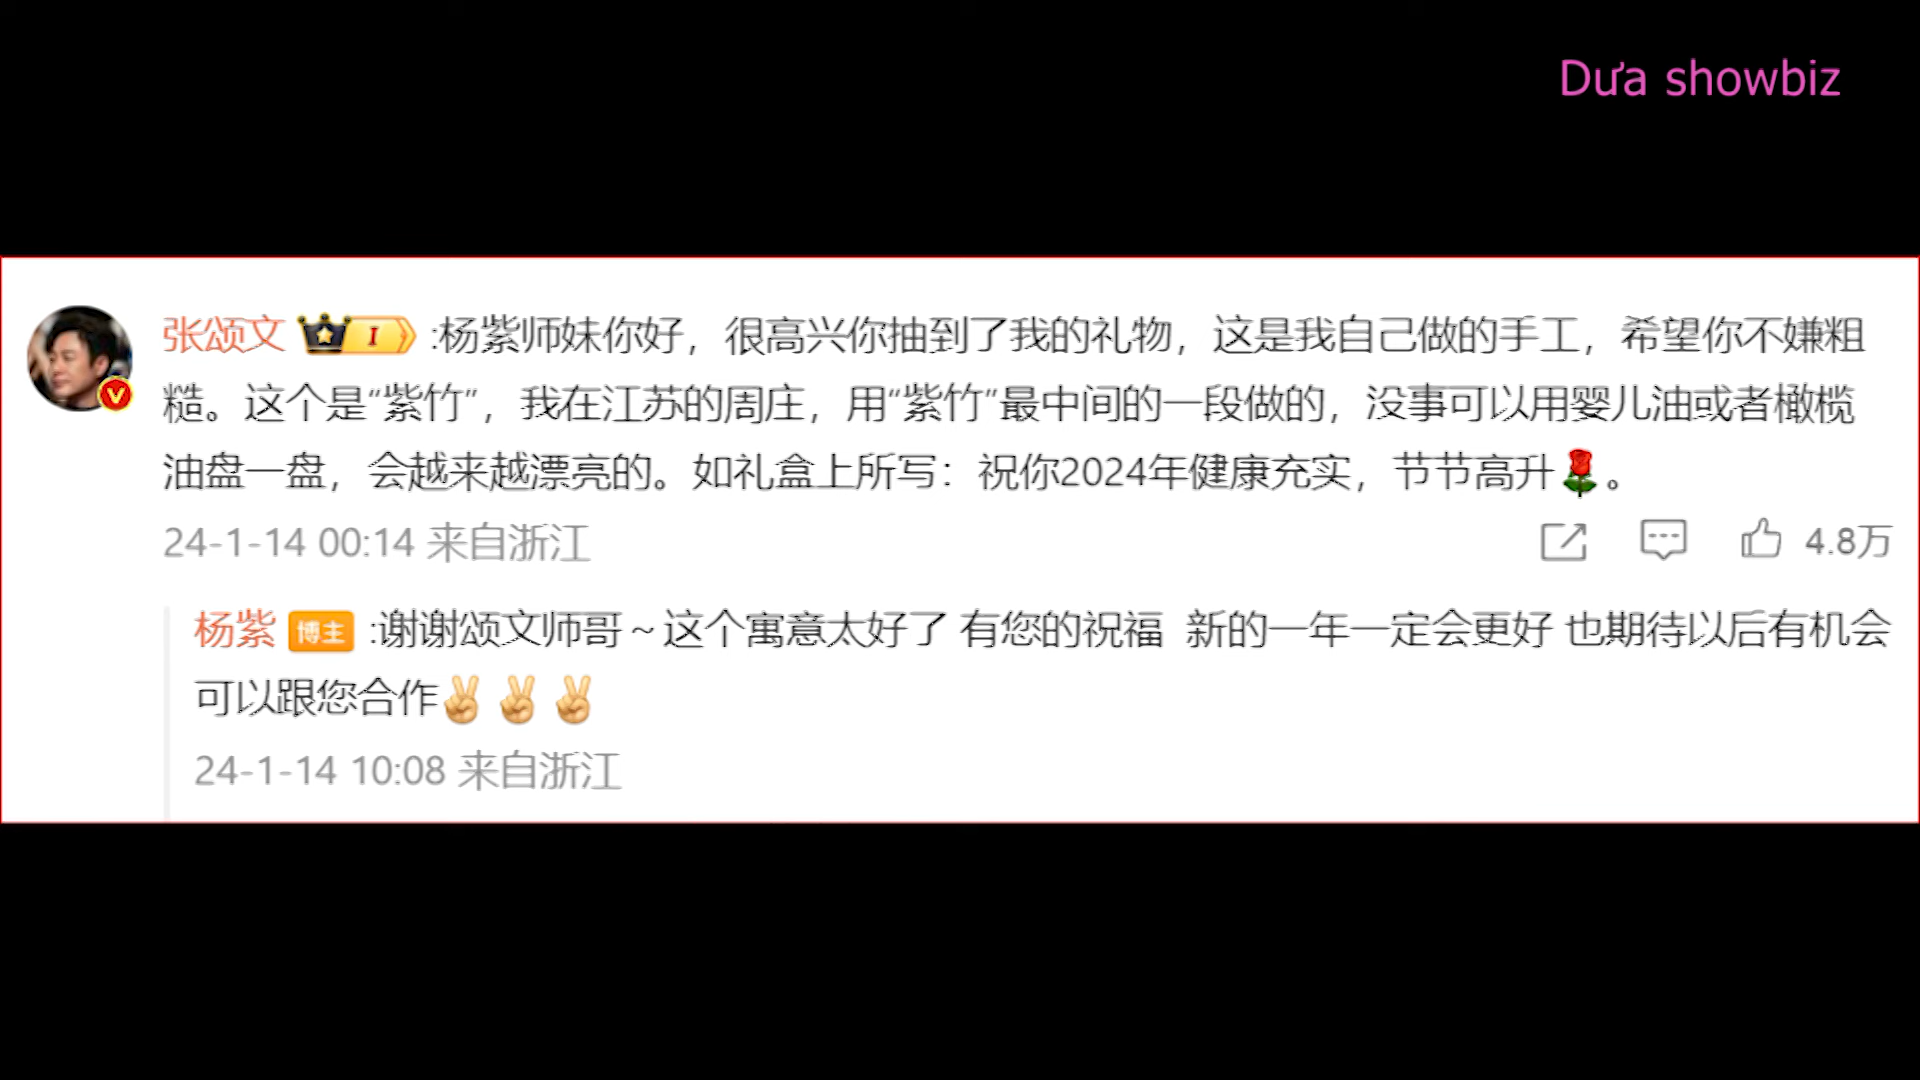 Dưa showbiz
张颂文 I :杨紫师妹你好，很高兴你抽到了我的礼物，这是我自己做的手工，希望你不嫌粗
糙。这个是“紫竹”，我在江苏的周庄，用“紫竹”最中间的一段做的，没事可以用婴儿油或者橄榄
油盘一盘，会越来越漂亮的。如礼盒上所写：祝你2024年健康充实，节节高升🌹。
24-1-14 00:14 来自浙江 4.8万
杨紫 博主 :谢谢颂文师哥～这个寓意太好了 有您的祝福 新的一年一定会更好 也期待以后有机会
可以跟您合作✌✌✌
24-1-14 10:08 来自浙江